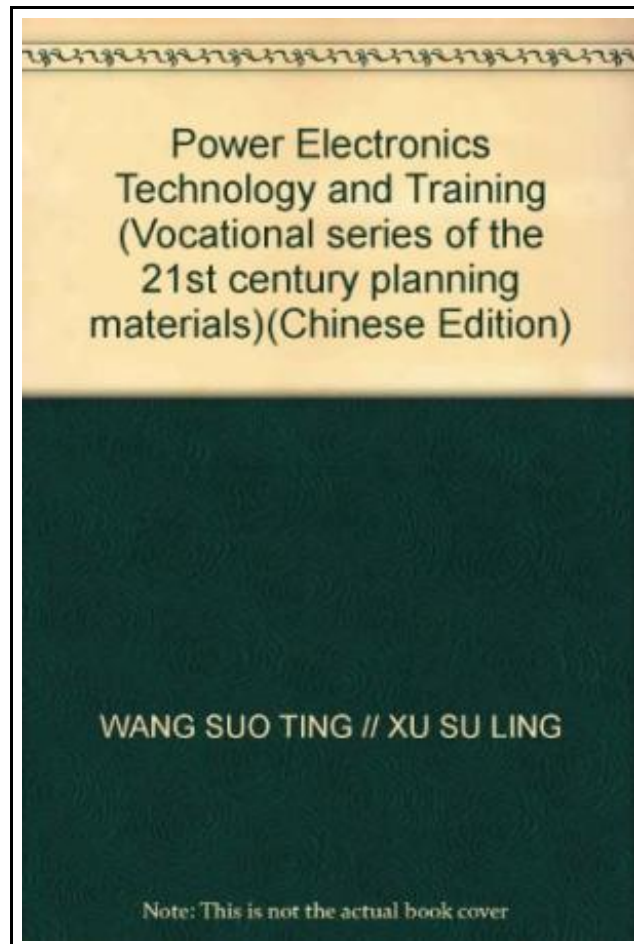 Power Electronics
Technology and Training
(Vocational series of the
21st century planning
materials)(Chinese Edition)
WANG SUO TING // XU SU LING
Note: This is not the actual book cover